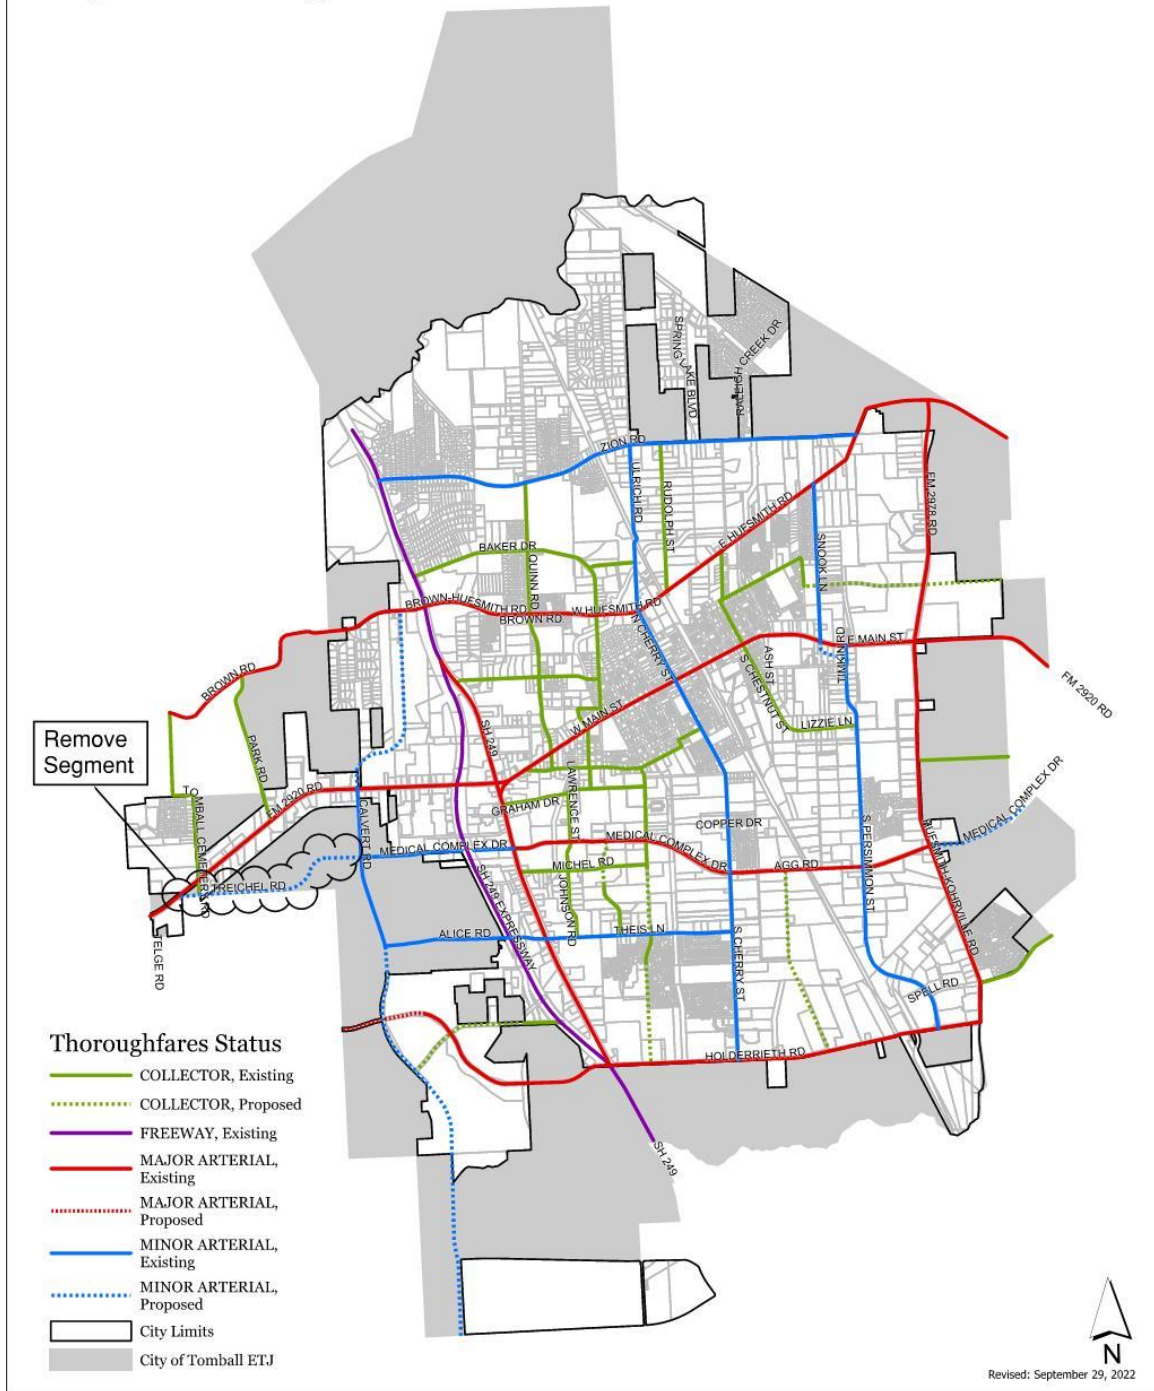 SPRING LAKE BLVD
RALEIGH CREEK DR
ZION RD
ULRICH RD
RUDOLPH ST
E HUFSMITH RD
FM 2978 RD
SNOOK LN
BAKER DR
QUINN RD
BROWN-HUFSMITH RD
BROWN RD
W HUFSMITH RD
N CHERRY ST
E MAIN ST
TIMKIN RD
ASH ST
S CHESTNUT ST
LIZZIE LN
FM 2920 RD
BROWN RD
PARK RD
SH 249
W MAIN ST
Remove
Segment
TOMBALL CEMETERY RD
FM 2920 RD
CALVERT RD
GRAHAM DR
LAWRENCE ST
COPPER DR
MEDICAL COMPLEX DR
MEDICAL COMPLEX DR
MEDICAL COMPLEX DR
MICHEL RD
AGG RD
S PERSIMMON ST
HUFSMITH-KOHRVILLE RD
TREICHEL RD
TELGE RD
SH 249 EXPRESSWAY
JOHNSON RD
ALICE RD
THEIS LN
S CHERRY ST
SPELL RD
HOLDERRIETH RD
SH 249
Thoroughfares Status
COLLECTOR, Existing
COLLECTOR, Proposed
FREEWAY, Existing
MAJOR ARTERIAL,
Existing
MAJOR ARTERIAL,
Proposed
MINOR ARTERIAL,
Existing
MINOR ARTERIAL,
Proposed
City Limits
City of Tomball ETJ
N
Revised: September 29, 2022